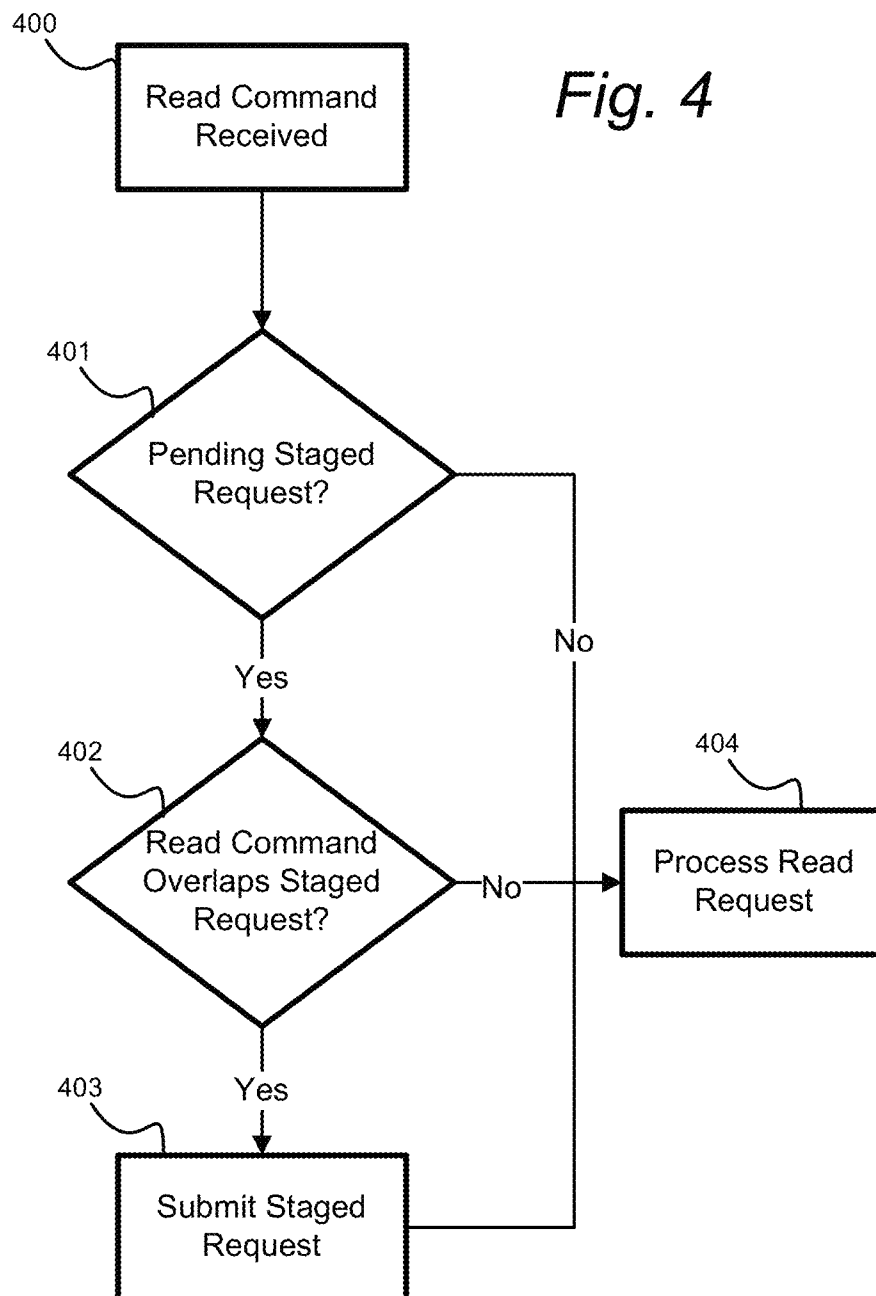 400
Read Command
Received
Fig. 4
401
Pending Staged
Request?
No
Yes
402
Read Command
Overlaps Staged
Request?
No
404
Process Read
Request
Yes
403
Submit Staged
Request